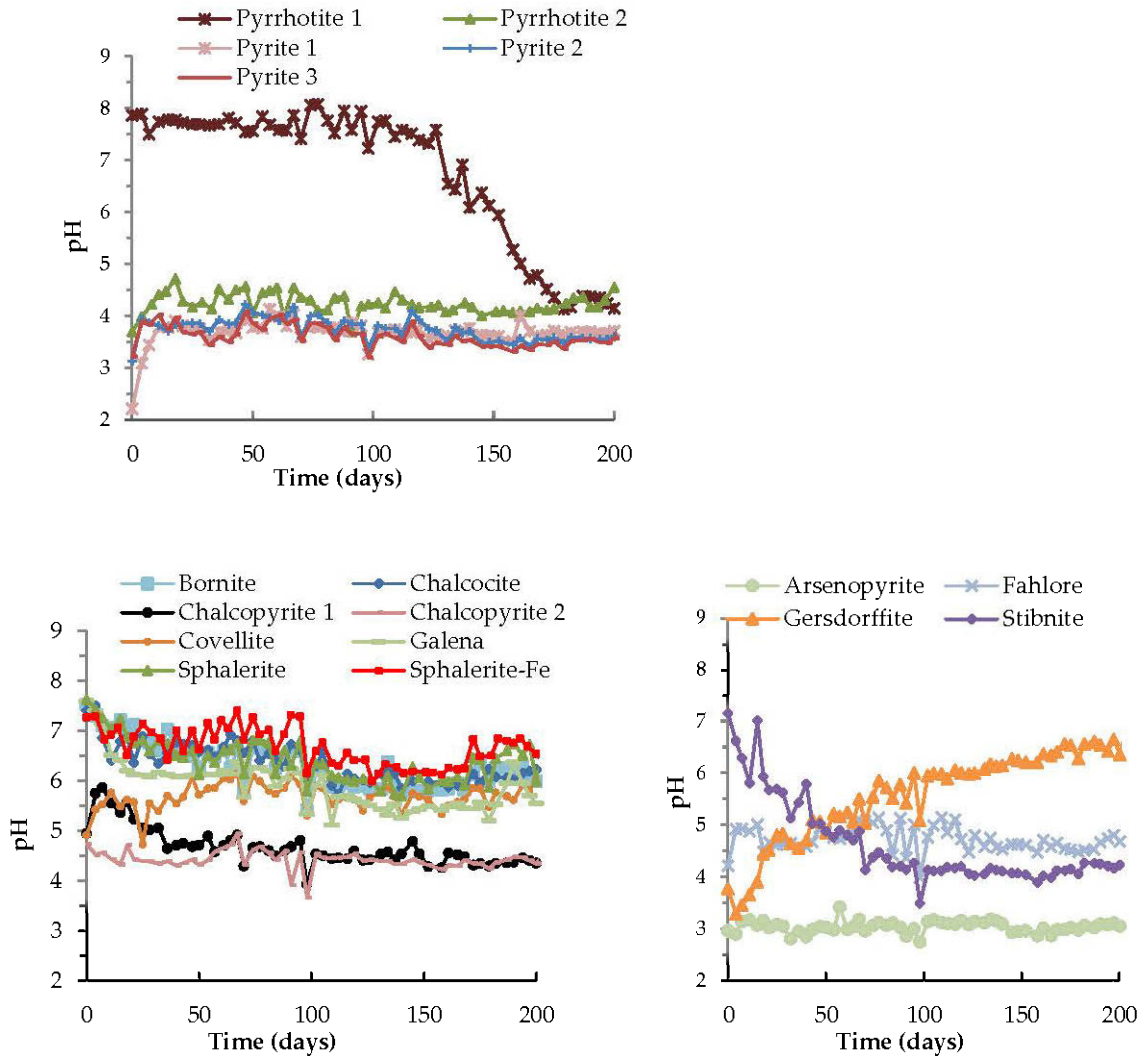 Pyrrhotite 1 Pyrrhotite 2
Pyrite 1 Pyrite 2
Pyrite 3
9
8
7
6
5
4
3
2
pH
0 50 100 150 200
Time (days)
Bornite Chalcocite
Chalcopyrite 1 Chalcopyrite 2
Covellite Galena
Sphalerite Sphalerite-Fe
9
8
7
6
5
4
3
2
pH
0 50 100 150 200
Time (days)
Arsenopyrite Fahlore
Gersdorffite Stibnite
9
8
7
6
5
4
3
2
pH
0 50 100 150 200
Time (days)